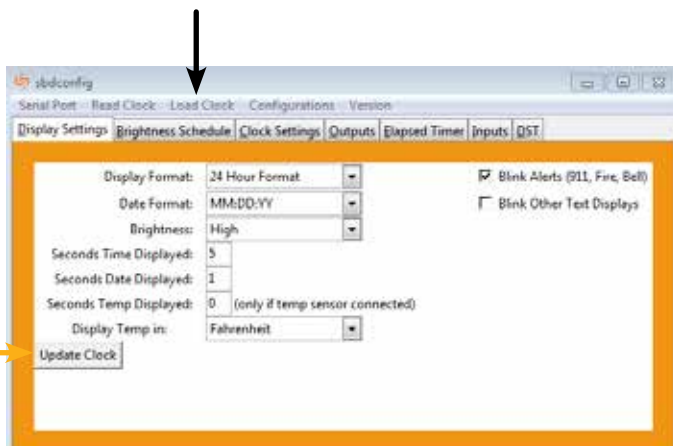 sbdconfig
Serial Port Read Clock Load Clock Configurations Version
Display Settings Brightness Schedule Clock Settings Outputs Elapsed Timer Inputs DST
Display Format: 24 Hour Format
Blink Alerts (911, Fire, Bell)
Date Format: MM:DD:YY
Blink Other Text Displays
Brightness: High
Seconds Time Displayed: 5
Seconds Date Displayed: 1
Seconds Temp Displayed: 0 (only if temp sensor connected)
Display Temp in: Fahrenheit
Update Clock